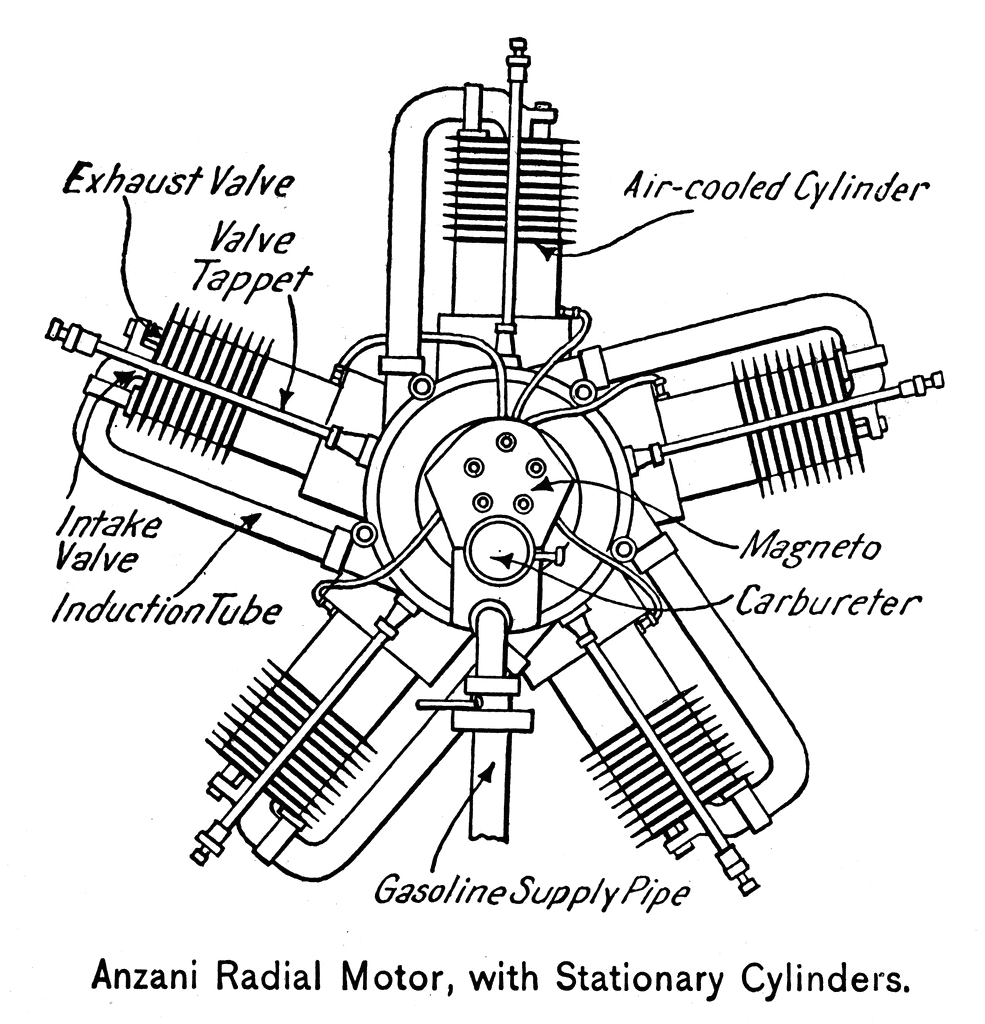 Exhaust Valve
Air-cooled Cylinder
Valve
Tappet
Intake
Valve
Magneto
Induction Tube
Carbureter
Gasoline Supply Pipe
Anzani Radial Motor, with Stationary Cylinders.